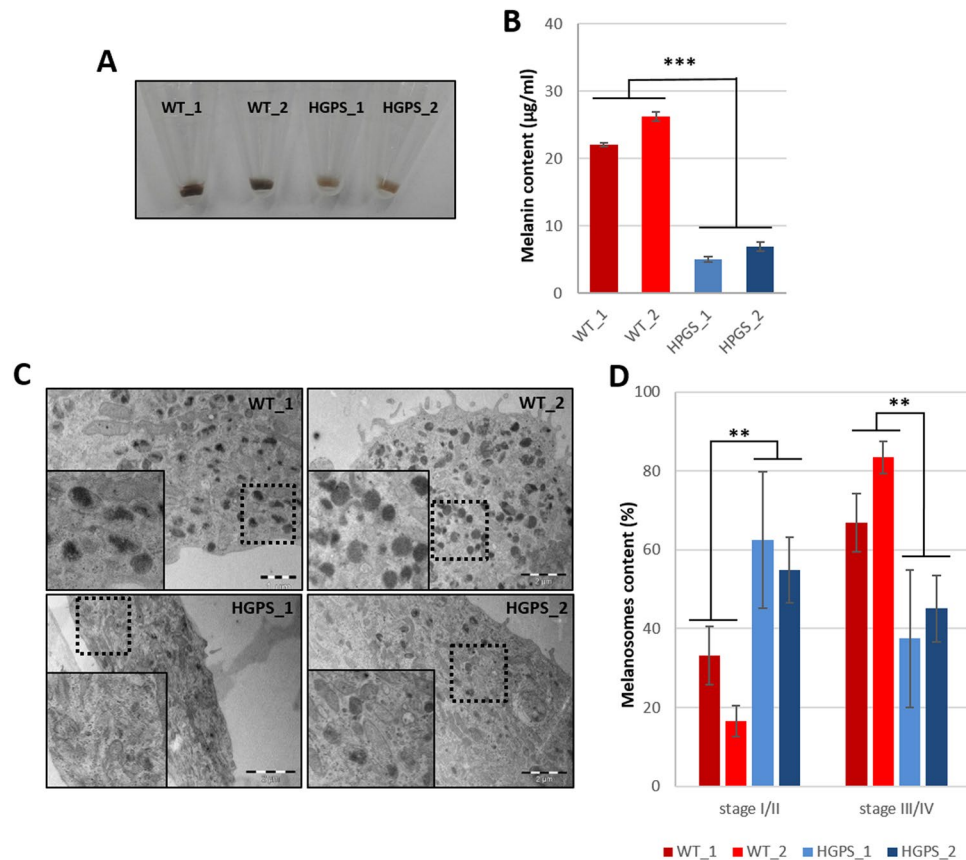 A
WT_1 WT_2 HGPS_1 HGPS_2
B
Melanin content (µg/ml)
40
30
20
10
0
***
WT_1 WT_2 HPGS_1 HPGS_2
C
WT_1
WT_2
2 µm
HGPS_1
HGPS_2
2 µm
D
Melanosomes content (%)
100
80
60
40
20
0
**
**
stage I/II stage III/IV
WT_1 WT_2 HGPS_1 HGPS_2